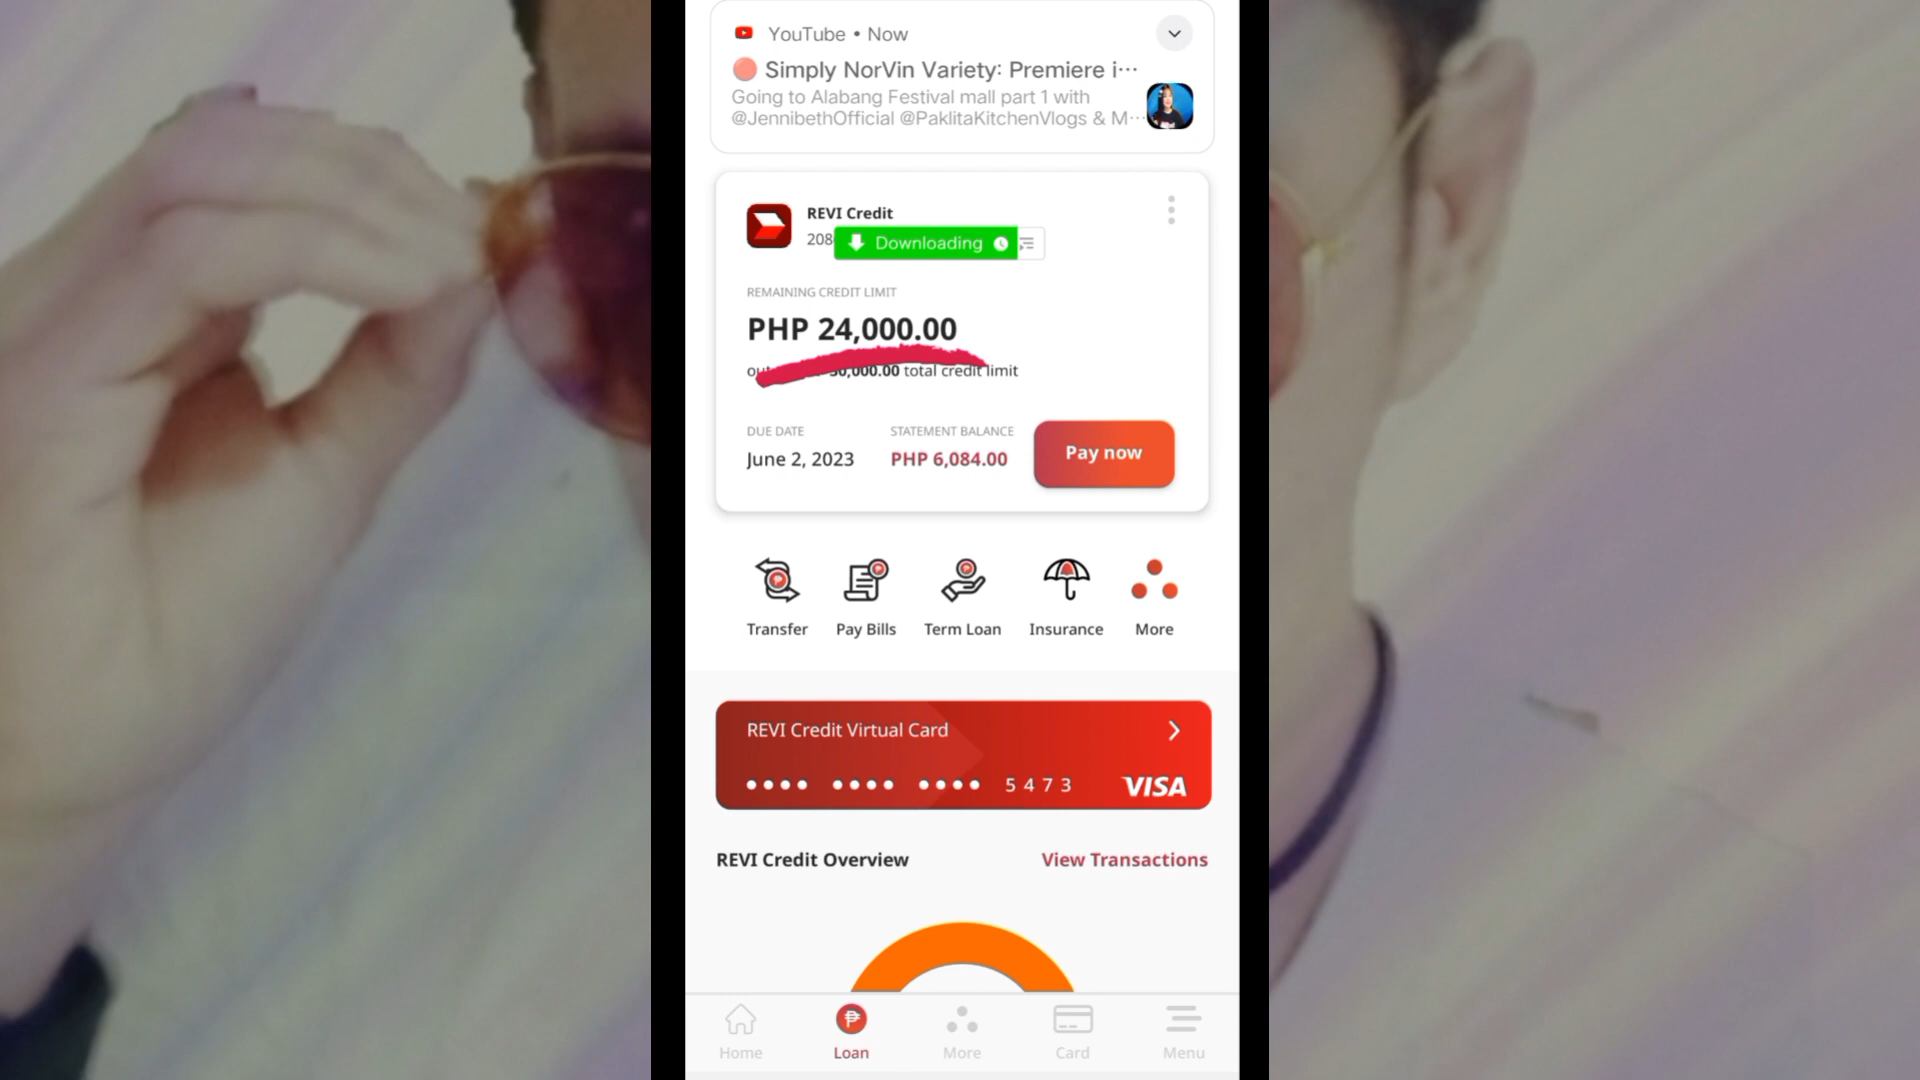 YouTube • Now
Simply NorVin Variety: Premiere i···
Going to Alabang Festival mall part 1 with
@JennibethOfficial @PaklitaKitchenVlogs & M···
REVI Credit
208
Downloading
REMAINING CREDIT LIMIT
PHP 24,000.00
30,000.00 total credit limit
DUE DATE
STATEMENT BALANCE
June 2, 2023
PHP 6,084.00
Pay now
Transfer
Pay Bills
Term Loan
Insurance
More
REVI Credit Virtual Card
•••• •••• •••• 5473
VISA
REVI Credit Overview
View Transactions
Home
Loan
More
Card
Menu